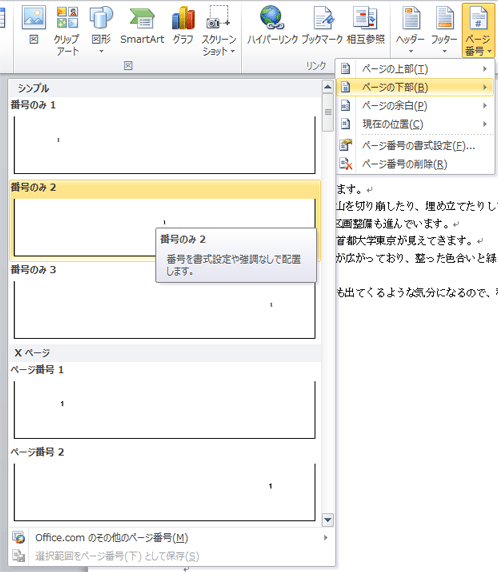 図
クリップ
アート
図形
SmartArt
グラフ
スクリーン
ショット
ハイパーリンク
ブックマーク
相互参照
ヘッダー
フッター
ページ
番号
図
リンク
ページの上部(T)
ページの下部(B)
ページの余白(P)
現在の位置(C)
ページ番号の書式設定(F)...
ページ番号の削除(R)
シンプル
番号のみ 1
1
番号のみ 2
1
番号のみ 2
番号を書式設定や強調なしで配置
します。
番号のみ 3
1
X ページ
ページ番号 1
1
ページ番号 2
1
Office.com のその他のページ番号(M)
選択範囲をページ番号(下) として保存(S)
ます。
山を切り崩したり、埋め立てたりして
区画整備も進んでいます。
首都大学東京が見えてきます。
が広がっており、整った色合いと緑
も出てくるような気分になるので、